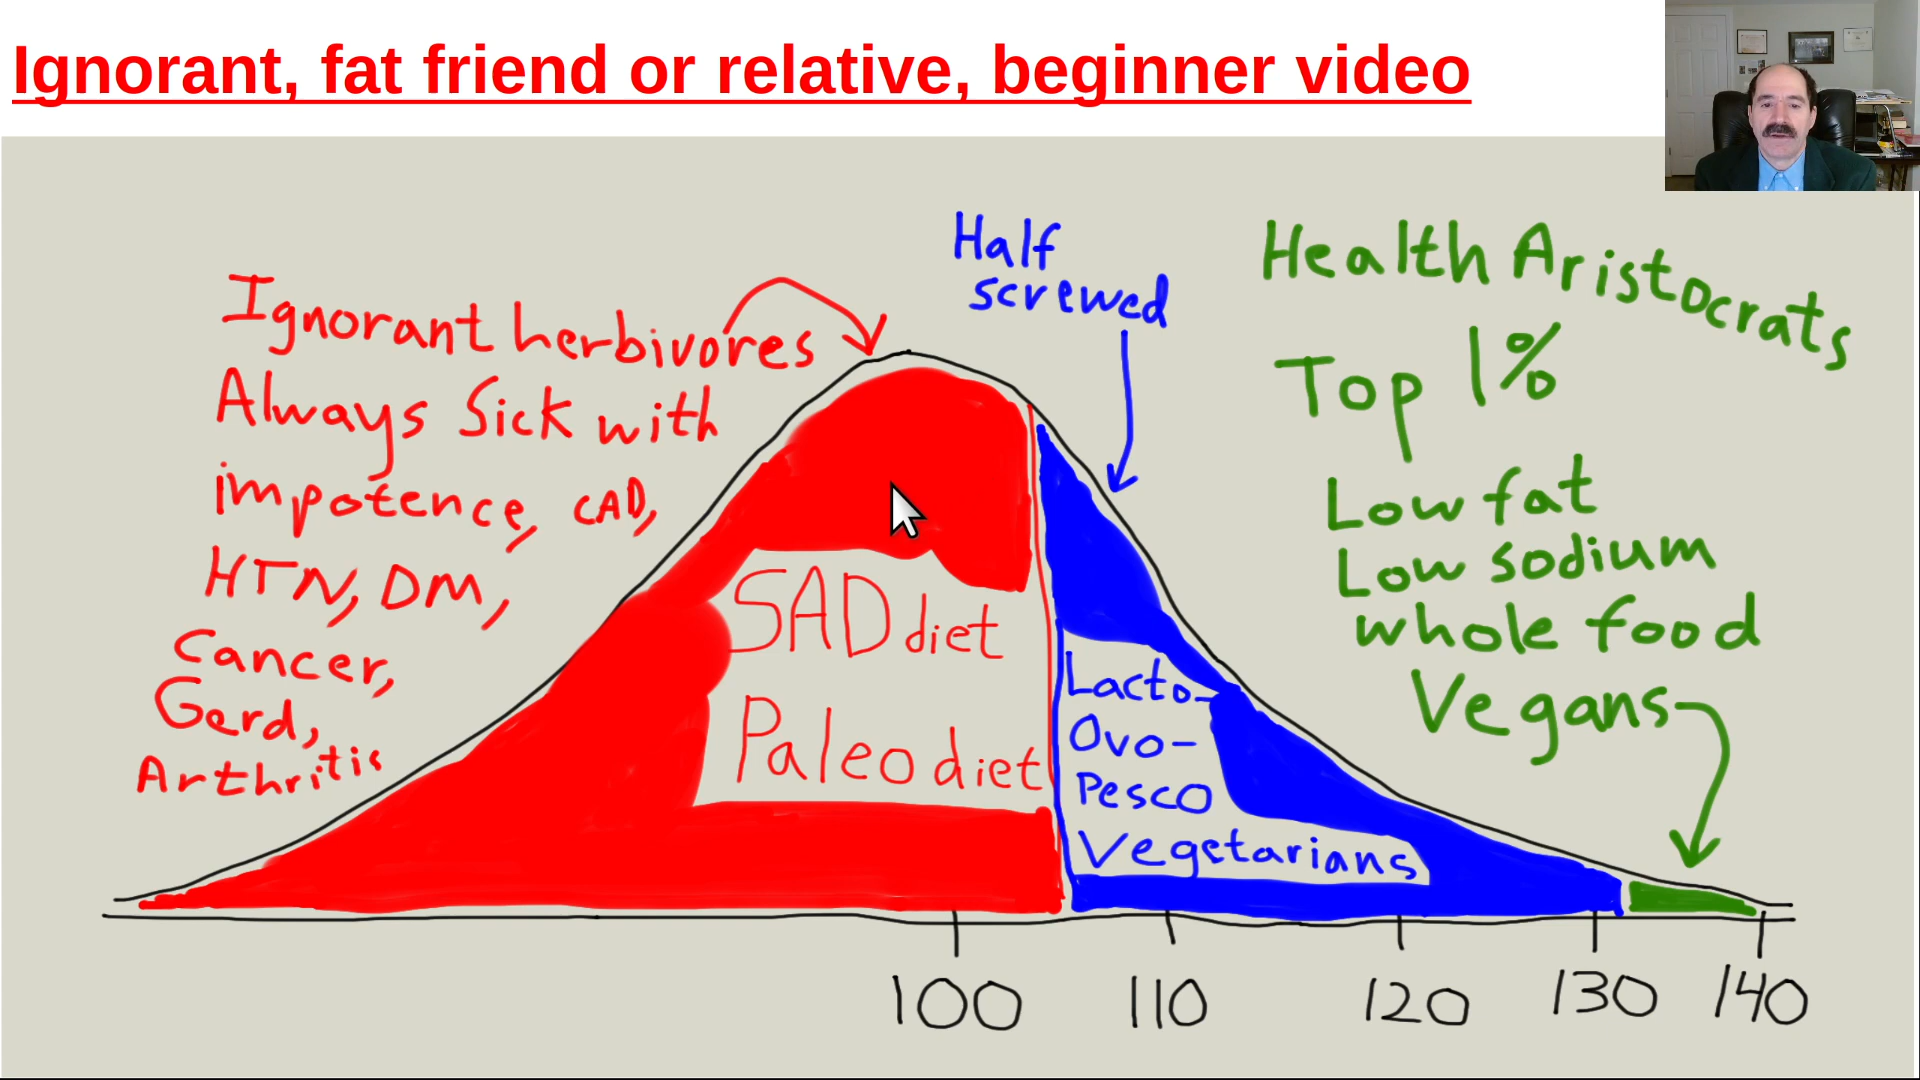 Ignorant, fat friend or relative, beginner video
Ignorant herbivores
Always Sick with
impotence, CAD,
HTN, DM,
Cancer,
Gerd,
Arthritis
Half
screwed
Health Aristocrats
Top 1%
Low fat
Low sodium
whole food
Vegans
SAD diet
Paleo diet
Lacto-
Ovo-
Pesco
Vegetarians
100 110 120 130 140